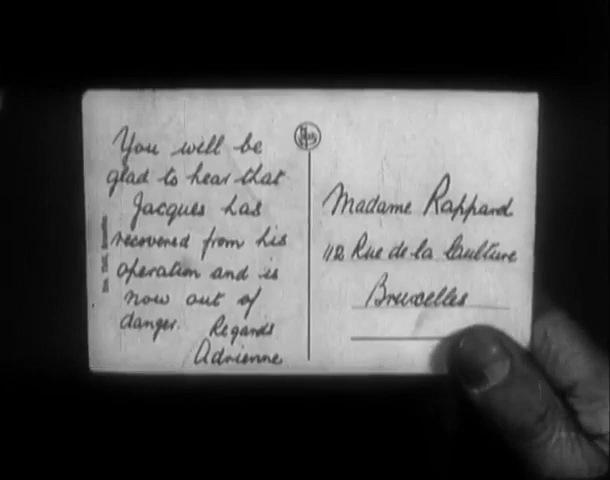 You will be
glad to hear that
Jacques has
recovered from his
operation and is
now out of
danger. Regards
Adrienne
Madame Rappard
112 Rue de la Caulture
Bruxelles